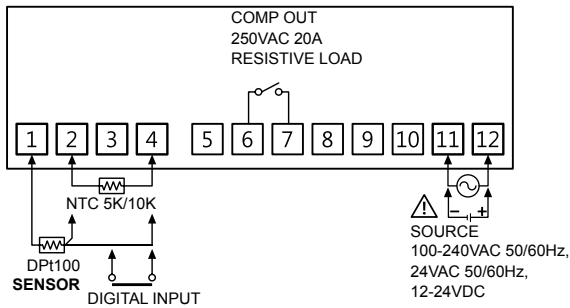 COMP OUT
250VAC 20A
RESISTIVE LOAD
1 2 3 4 5 6 7 8 9 10 11 12
NTC 5K/10K
DPt100
SENSOR
DIGITAL INPUT
− +
SOURCE
100-240VAC 50/60Hz,
24VAC 50/60Hz,
12-24VDC